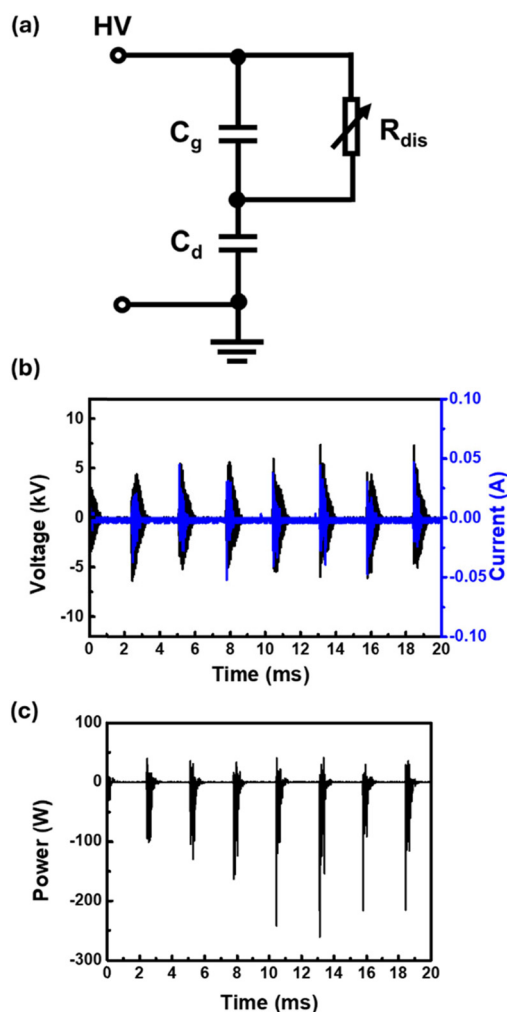 (a)
HV
C_g
R_dis
C_d
(b)
10
5
0
-5
-10
Voltage (kV)
0.10
0.05
0.00
-0.05
-0.10
Current (A)
0 2 4 6 8 10 12 14 16 18 20
Time (ms)
(c)
100
0
-100
-200
-300
Power (W)
0 2 4 6 8 10 12 14 16 18 20
Time (ms)